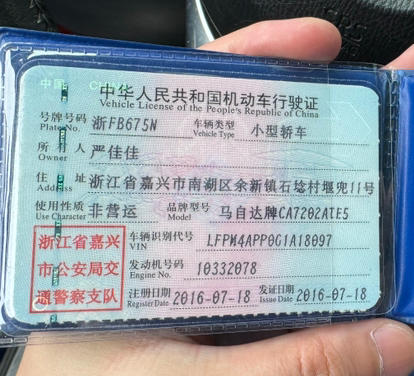 中国 CHINA
中华人民共和国机动车行驶证
Vehicle License of the People's Republic of China
号牌号码 浙FB675N 车辆类型 小型轿车
Plate No. Vehicle Type
所有人 严佳佳
Owner
住址 浙江省嘉兴市南湖区余新镇石埝村堰兜11号
Address
使用性质 非营运 品牌型号 马自达牌CA7202ATE5
Use Character Model
浙江省嘉兴市公安局交通警察支队
车辆识别代号 LFPM4APP0G1A18097
VIN
发动机号码 10332078
Engine No.
注册日期 2016-07-18 发证日期 2016-07-18
Register Date Issue Date